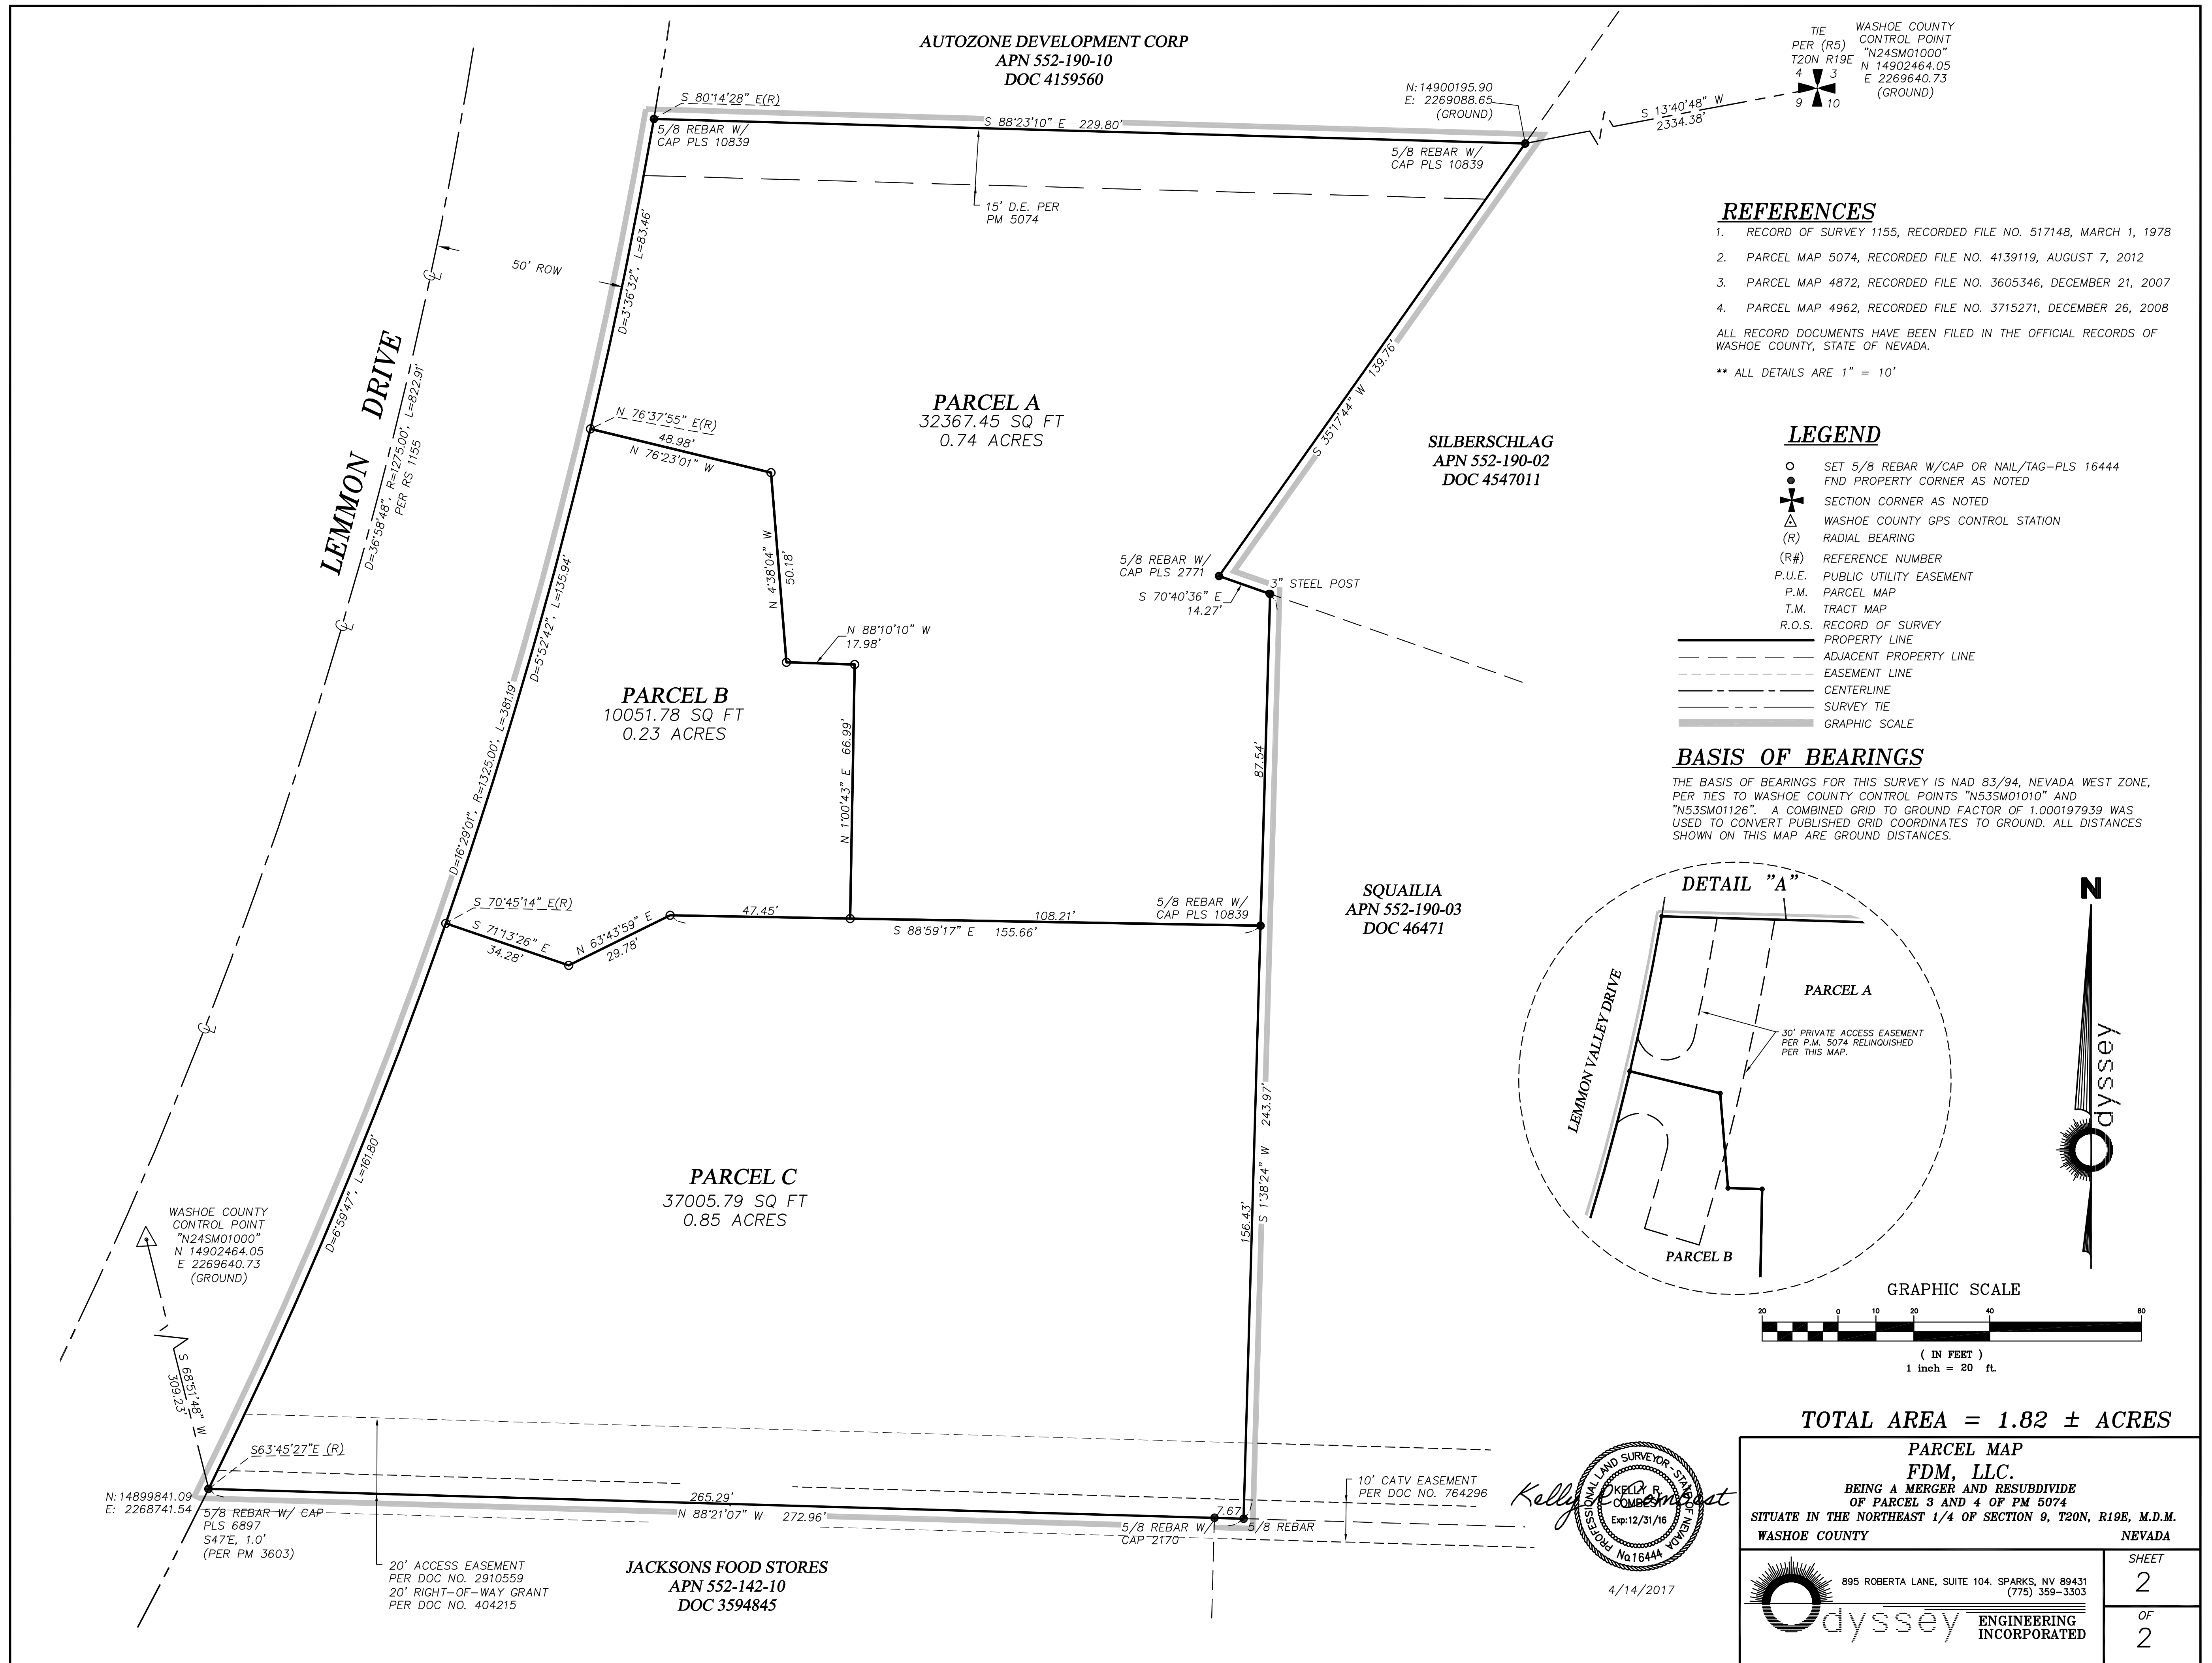 AUTOZONE DEVELOPMENT CORP
APN 552-190-10
DOC 4159560
TIE
PER (R5)
T20N R19E
4 3
9 10
WASHOE COUNTY
CONTROL POINT
"N24SM01000"
N 14902464.05
E 2269640.73
(GROUND)
S 13°40'48" W
2334.38'
N:14900195.90
E: 2269088.65
(GROUND)
S 80°14'28" E(R)
5/8 REBAR W/
CAP PLS 10839
S 88°23'10" E 229.80'
5/8 REBAR W/
CAP PLS 10839
15' D.E. PER
PM 5074
50' ROW
D=3°36'32", L=83.46'
LEMMON DRIVE
D=36°58'48", R=1275.00', L=822.91'
PER RS 1155
PARCEL A
32367.45 SQ FT
0.74 ACRES
S 35°17'44" W 139.76'
SILBERSCHLAG
APN 552-190-02
DOC 4547011
N 76°37'55" E(R)
48.98'
N 76°23'01" W
N 4°38'04" W
50.18'
5/8 REBAR W/
CAP PLS 2771
3" STEEL POST
S 70°40'36" E
14.27'
N 88°10'10" W
17.98'
D=5°52'42", L=135.94'
D=16°29'01", R=1325.00', L=381.19'
PARCEL B
10051.78 SQ FT
0.23 ACRES
N 1°00'43" E 66.99'
87.54'
S 70°45'14" E(R)
S 71°13'26" E
34.28'
N 63°43'59" E
29.78'
47.45'
108.21'
S 88°59'17" E 155.66'
5/8 REBAR W/
CAP PLS 10839
SQUAILIA
APN 552-190-03
DOC 46471
D=6°59'47", L=161.80'
PARCEL C
37005.79 SQ FT
0.85 ACRES
156.43'
S 1°38'24" W 243.97'
WASHOE COUNTY
CONTROL POINT
"N24SM01000"
N 14902464.05
E 2269640.73
(GROUND)
S 68°51'48" W
309.23'
S63°45'27"E (R)
N:14899841.09
E: 2268741.54
5/8 REBAR W/ CAP
PLS 6897
S47°E, 1.0'
(PER PM 3603)
265.29'
N 88°21'07" W 272.96'
7.67'
5/8 REBAR W/
CAP 2170
5/8 REBAR
10' CATV EASEMENT
PER DOC NO. 764296
20' ACCESS EASEMENT
PER DOC NO. 2910559
20' RIGHT-OF-WAY GRANT
PER DOC NO. 404215
JACKSONS FOOD STORES
APN 552-142-10
DOC 3594845
REFERENCES
1. RECORD OF SURVEY 1155, RECORDED FILE NO. 517148, MARCH 1, 1978
2. PARCEL MAP 5074, RECORDED FILE NO. 4139119, AUGUST 7, 2012
3. PARCEL MAP 4872, RECORDED FILE NO. 3605346, DECEMBER 21, 2007
4. PARCEL MAP 4962, RECORDED FILE NO. 3715271, DECEMBER 26, 2008
ALL RECORD DOCUMENTS HAVE BEEN FILED IN THE OFFICIAL RECORDS OF
WASHOE COUNTY, STATE OF NEVADA.
** ALL DETAILS ARE 1" = 10'
LEGEND
SET 5/8 REBAR W/CAP OR NAIL/TAG-PLS 16444
FND PROPERTY CORNER AS NOTED
SECTION CORNER AS NOTED
WASHOE COUNTY GPS CONTROL STATION
(R) RADIAL BEARING
(R#) REFERENCE NUMBER
P.U.E. PUBLIC UTILITY EASEMENT
P.M. PARCEL MAP
T.M. TRACT MAP
R.O.S. RECORD OF SURVEY
PROPERTY LINE
ADJACENT PROPERTY LINE
EASEMENT LINE
CENTERLINE
SURVEY TIE
GRAPHIC SCALE
BASIS OF BEARINGS
THE BASIS OF BEARINGS FOR THIS SURVEY IS NAD 83/94, NEVADA WEST ZONE,
PER TIES TO WASHOE COUNTY CONTROL POINTS "N53SM01010" AND
"N53SM01126". A COMBINED GRID TO GROUND FACTOR OF 1.000197939 WAS
USED TO CONVERT PUBLISHED GRID COORDINATES TO GROUND. ALL DISTANCES
SHOWN ON THIS MAP ARE GROUND DISTANCES.
DETAIL "A"
LEMMON VALLEY DRIVE
PARCEL A
30' PRIVATE ACCESS EASEMENT
PER P.M. 5074 RELINQUISHED
PER THIS MAP.
PARCEL B
N
Odyssey
GRAPHIC SCALE
20 0 10 20 40 80
( IN FEET )
1 inch = 20 ft.
TOTAL AREA = 1.82 ± ACRES
PROFESSIONAL LAND SURVEYOR - STATE OF NEVADA
KELLY R.
COMBEST
Exp:12/31/16
No.16444
Kelly R Combest
4/14/2017
PARCEL MAP
FDM, LLC.
BEING A MERGER AND RESUBDIVIDE
OF PARCEL 3 AND 4 OF PM 5074
SITUATE IN THE NORTHEAST 1/4 OF SECTION 9, T20N, R19E, M.D.M.
WASHOE COUNTY NEVADA
895 ROBERTA LANE, SUITE 104. SPARKS, NV 89431
(775) 359-3303
Odyssey ENGINEERING
INCORPORATED
SHEET
2
OF
2